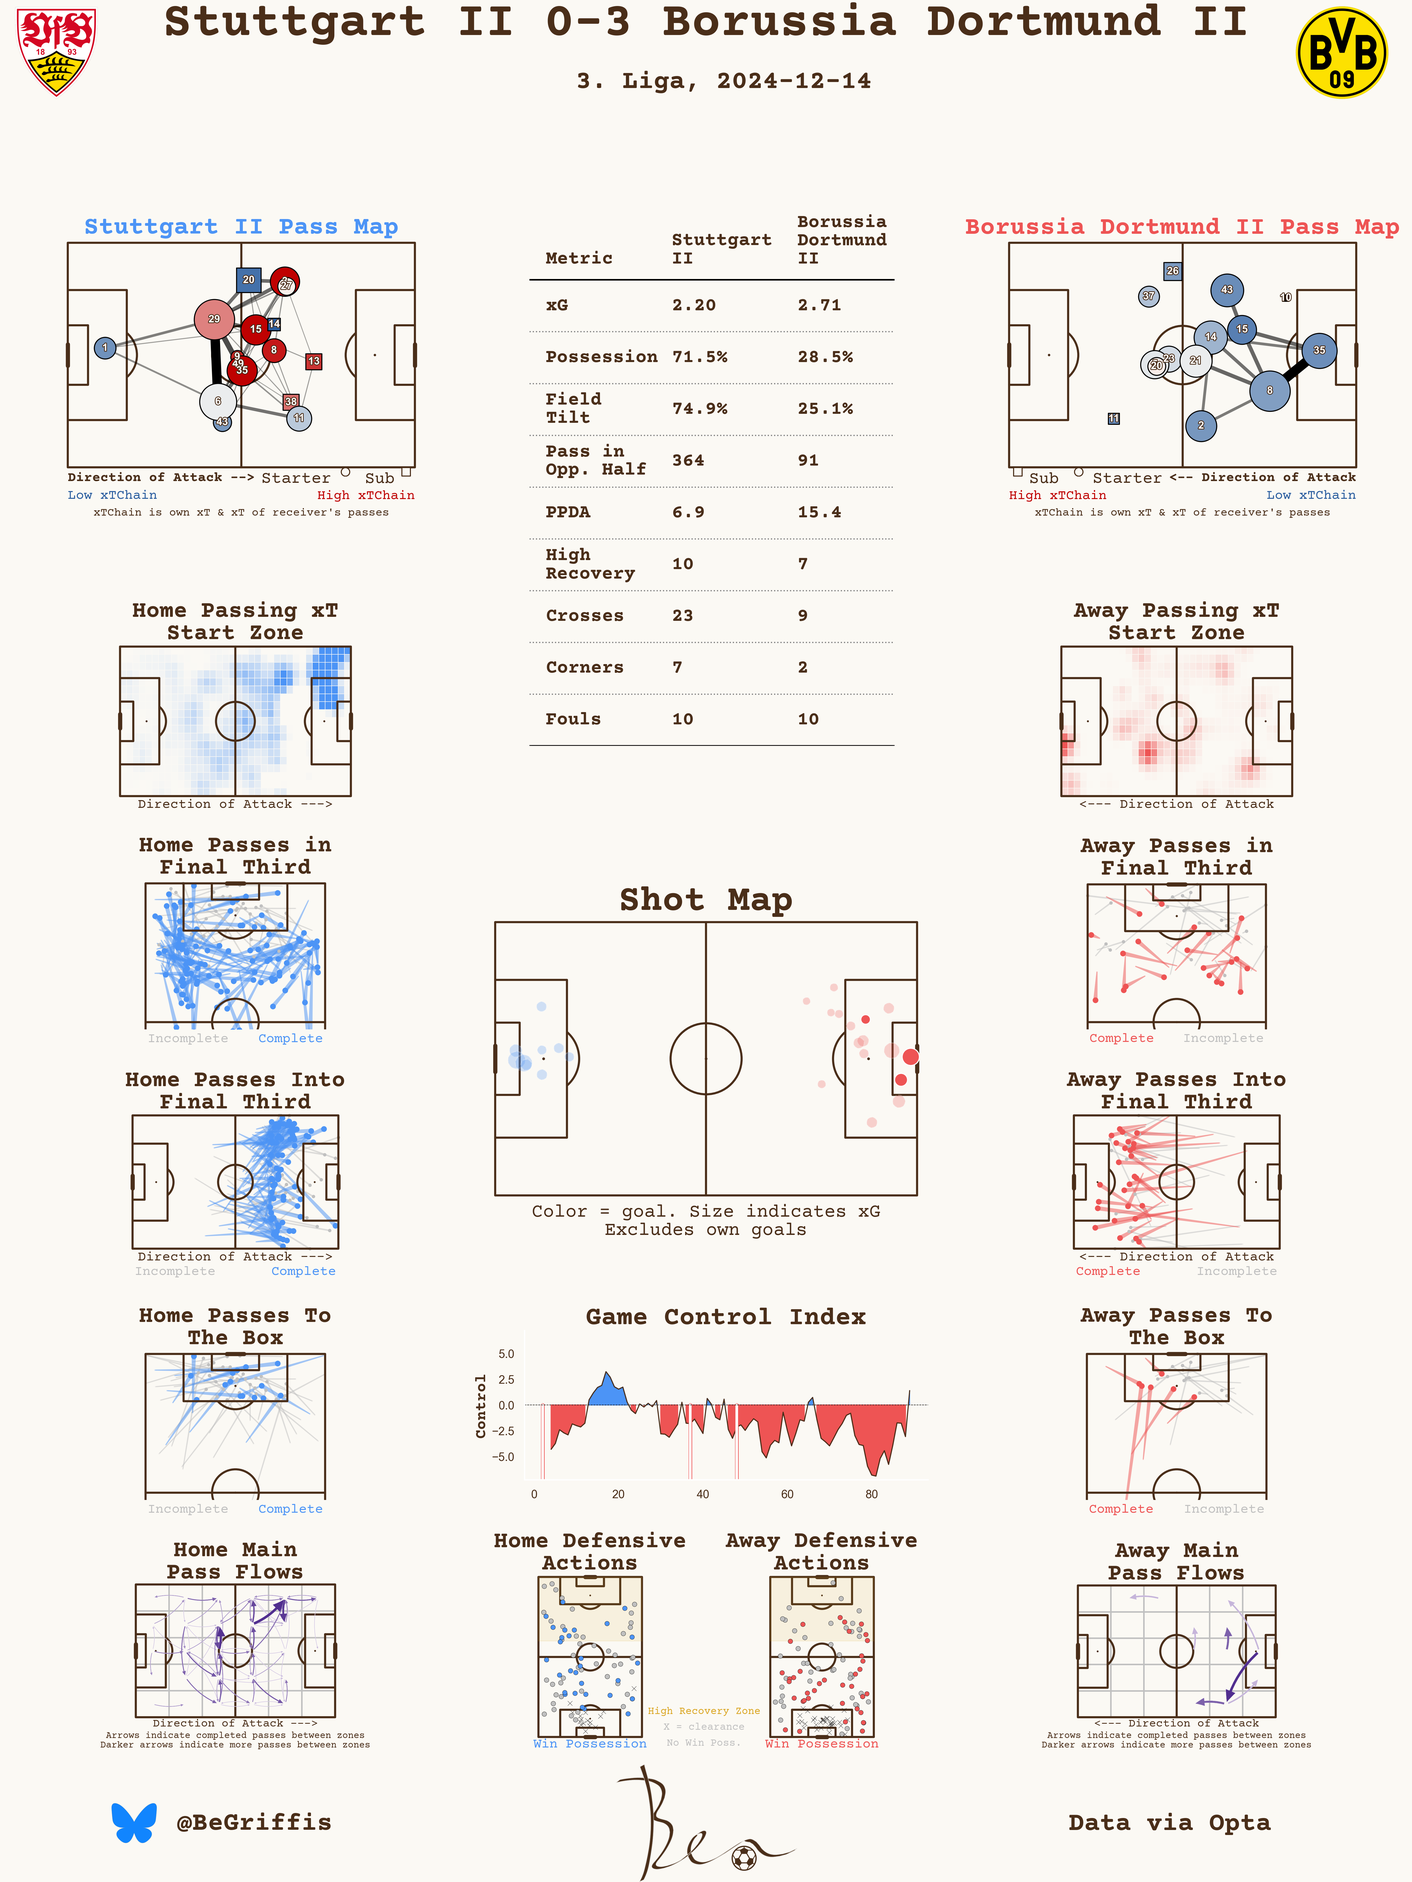 Stuttgart II 0-3 Borussia Dortmund II
3. Liga, 2024-12-14
VfB
18 93
BVB
09
Stuttgart II Pass Map
20
27
29
15
14
1
9
8
49
35
13
6
38
11
43
Direction of Attack -->
Starter
Sub
Low xTChain
High xTChain
xTChain is own xT & xT of receiver's passes
Metric
Stuttgart
II
Borussia
Dortmund
II
xG 2.20 2.71
Possession 71.5% 28.5%
Field
Tilt 74.9% 25.1%
Pass in
Opp. Half 364 91
PPDA 6.9 15.4
High
Recovery 10 7
Crosses 23 9
Corners 7 2
Fouls 10 10
Borussia Dortmund II Pass Map
26
37
43
10
15
14
35
23
20
21
8
11
2
Sub
Starter
<-- Direction of Attack
High xTChain
Low xTChain
xTChain is own xT & xT of receiver's passes
Home Passing xT
Start Zone
Direction of Attack --->
Away Passing xT
Start Zone
<--- Direction of Attack
Home Passes in
Final Third
Incomplete
Complete
Away Passes in
Final Third
Complete
Incomplete
Shot Map
Color = goal. Size indicates xG
Excludes own goals
Home Passes Into
Final Third
Direction of Attack --->
Incomplete
Complete
Away Passes Into
Final Third
<--- Direction of Attack
Complete
Incomplete
Home Passes To
The Box
Incomplete
Complete
Game Control Index
Control
5.0
2.5
0.0
−2.5
−5.0
0 20 40 60 80
Away Passes To
The Box
Complete
Incomplete
Home Main
Pass Flows
Direction of Attack --->
Arrows indicate completed passes between zones
Darker arrows indicate more passes between zones
Home Defensive
Actions
Win Possession
High Recovery Zone
X = clearance
No Win Poss.
Away Defensive
Actions
Win Possession
Away Main
Pass Flows
<--- Direction of Attack
Arrows indicate completed passes between zones
Darker arrows indicate more passes between zones
@BeGriffis
Ben
Data via Opta